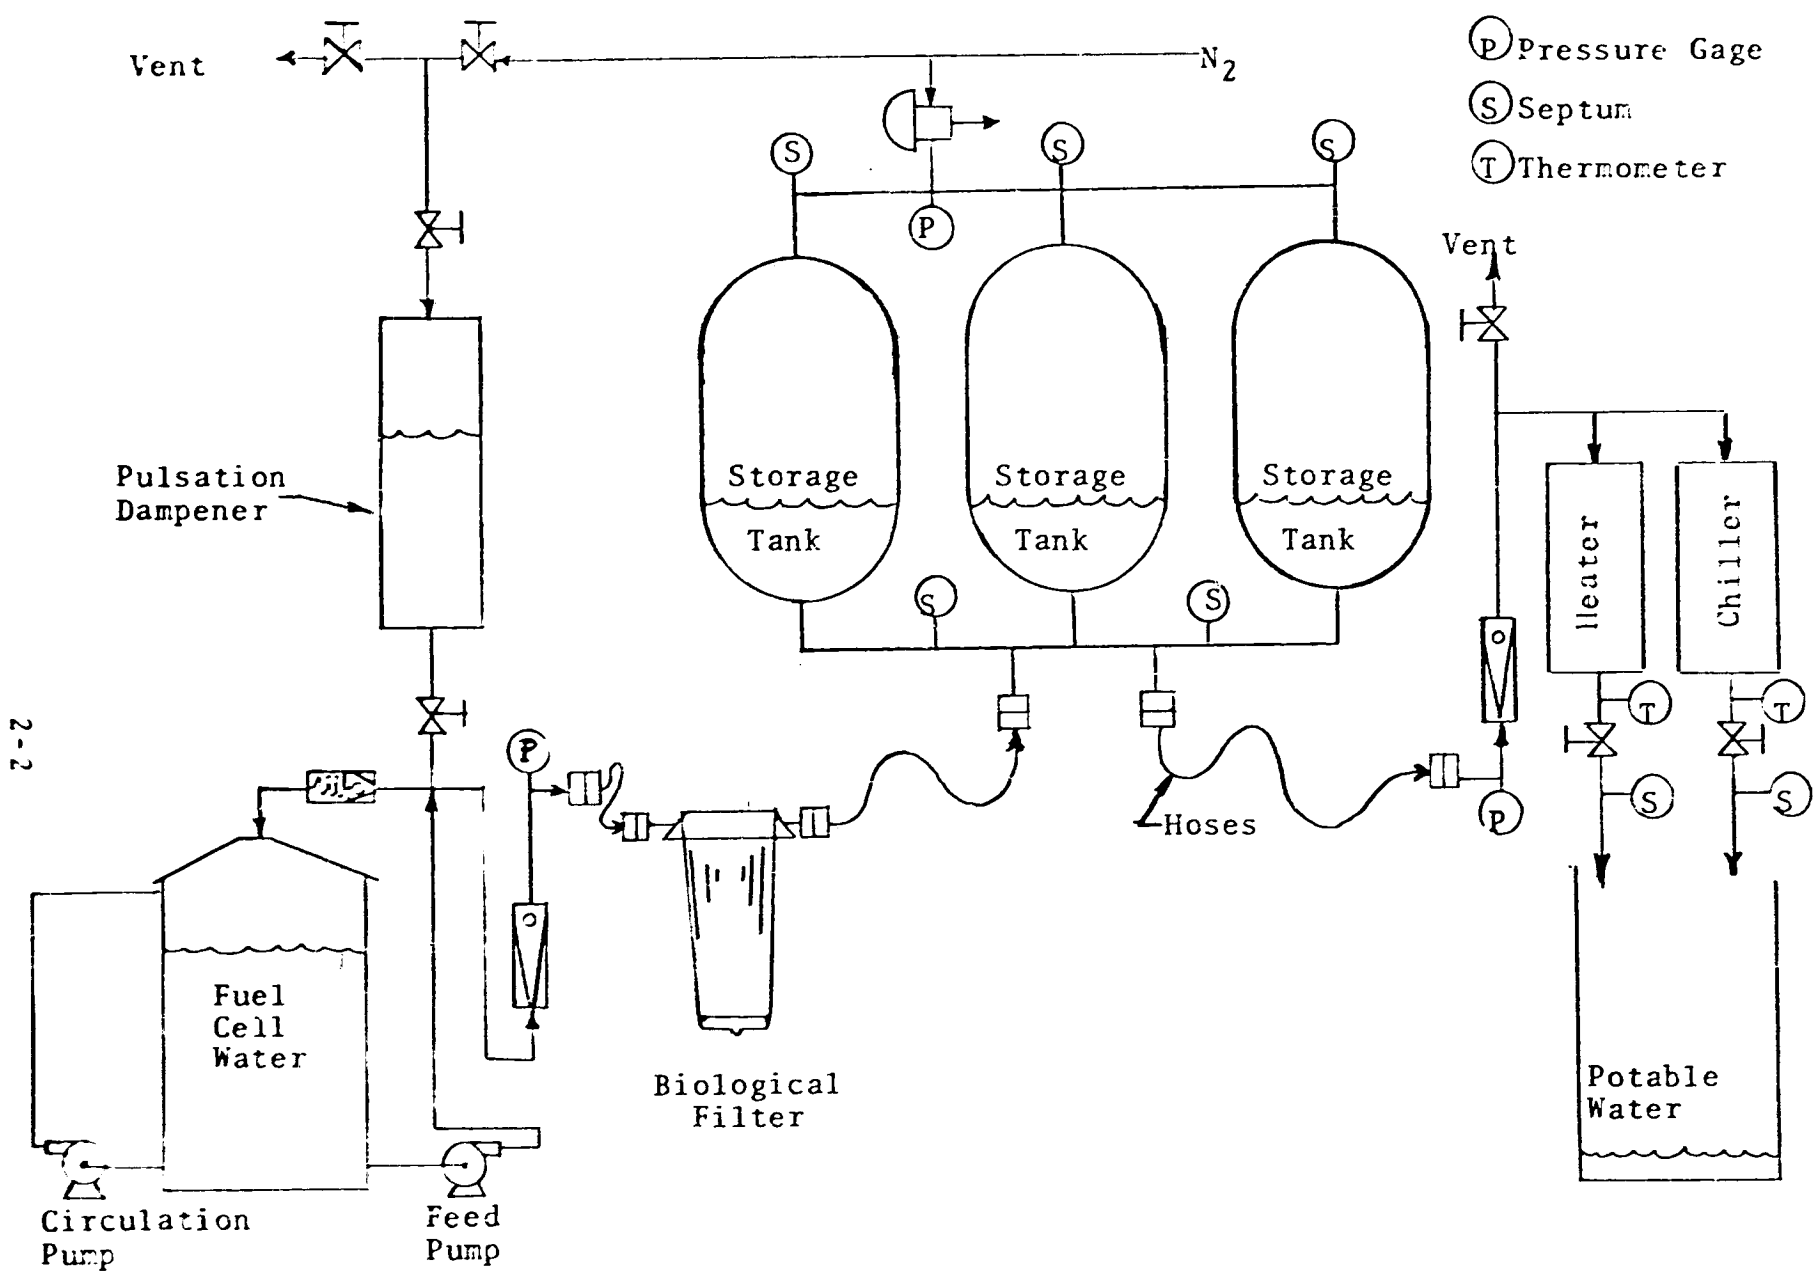 Vent
N2
P Pressure Gage
S Septum
T Thermometer
S
S
S
P
Vent
Pulsation
Dampener
Storage
Tank
Storage
Tank
Storage
Tank
Heater
Chiller
S
S
T
T
2-2
P
S
S
P
Hoses
Fuel
Cell
Water
Biological
Filter
Potable
Water
Circulation
Pump
Feed
Pump